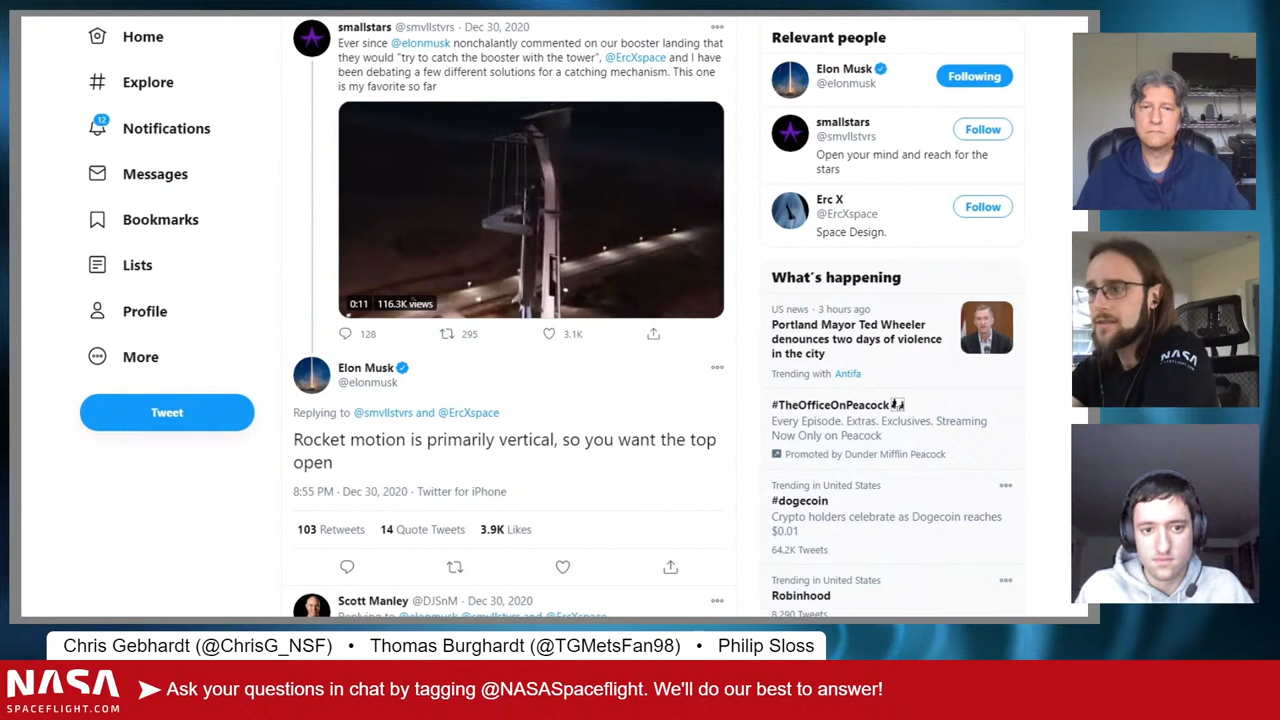 Home
Explore
12
Notifications
Messages
Bookmarks
Lists
Profile
More
Tweet
smallstars @smvllstvrs - Dec 30, 2020
Ever since @elonmusk nonchalantly commented on our booster landing that
they would "try to catch the booster with the tower", @ErcXspace and I have
been debating a few different solutions for a catching mechanism. This one
is my favorite so far
0:11 116.3K views
128 295 3.1K
Elon Musk
@elonmusk
Replying to @smvllstvrs and @ErcXspace
Rocket motion is primarily vertical, so you want the top
open
8:55 PM · Dec 30, 2020 · Twitter for iPhone
103 Retweets 14 Quote Tweets 3.9K Likes
Scott Manley @DJSnM · Dec 30, 2020
Replying to @elonmusk @smvllstvrs and @ErcXspace
Relevant people
Elon Musk
@elonmusk
Following
smallstars
@smvllstvrs
Follow
Open your mind and reach for the
stars
Erc X
@ErcXspace
Follow
Space Design.
What's happening
US news · 3 hours ago
Portland Mayor Ted Wheeler
denounces two days of violence
in the city
Trending with Antifa
#TheOfficeOnPeacock
Every Episode. Extras. Exclusives. Streaming
Now Only on Peacock
Promoted by Dunder Mifflin Peacock
Trending in United States
#dogecoin
Crypto holders celebrate as Dogecoin reaches
$0.01
64.2K Tweets
Trending in United States
Robinhood
8,290 Tweets
NASA
Chris Gebhardt (@ChrisG_NSF) • Thomas Burghardt (@TGMetsFan98) • Philip Sloss
NASA
SPACEFLIGHT.COM
Ask your questions in chat by tagging @NASASpaceflight. We'll do our best to answer!